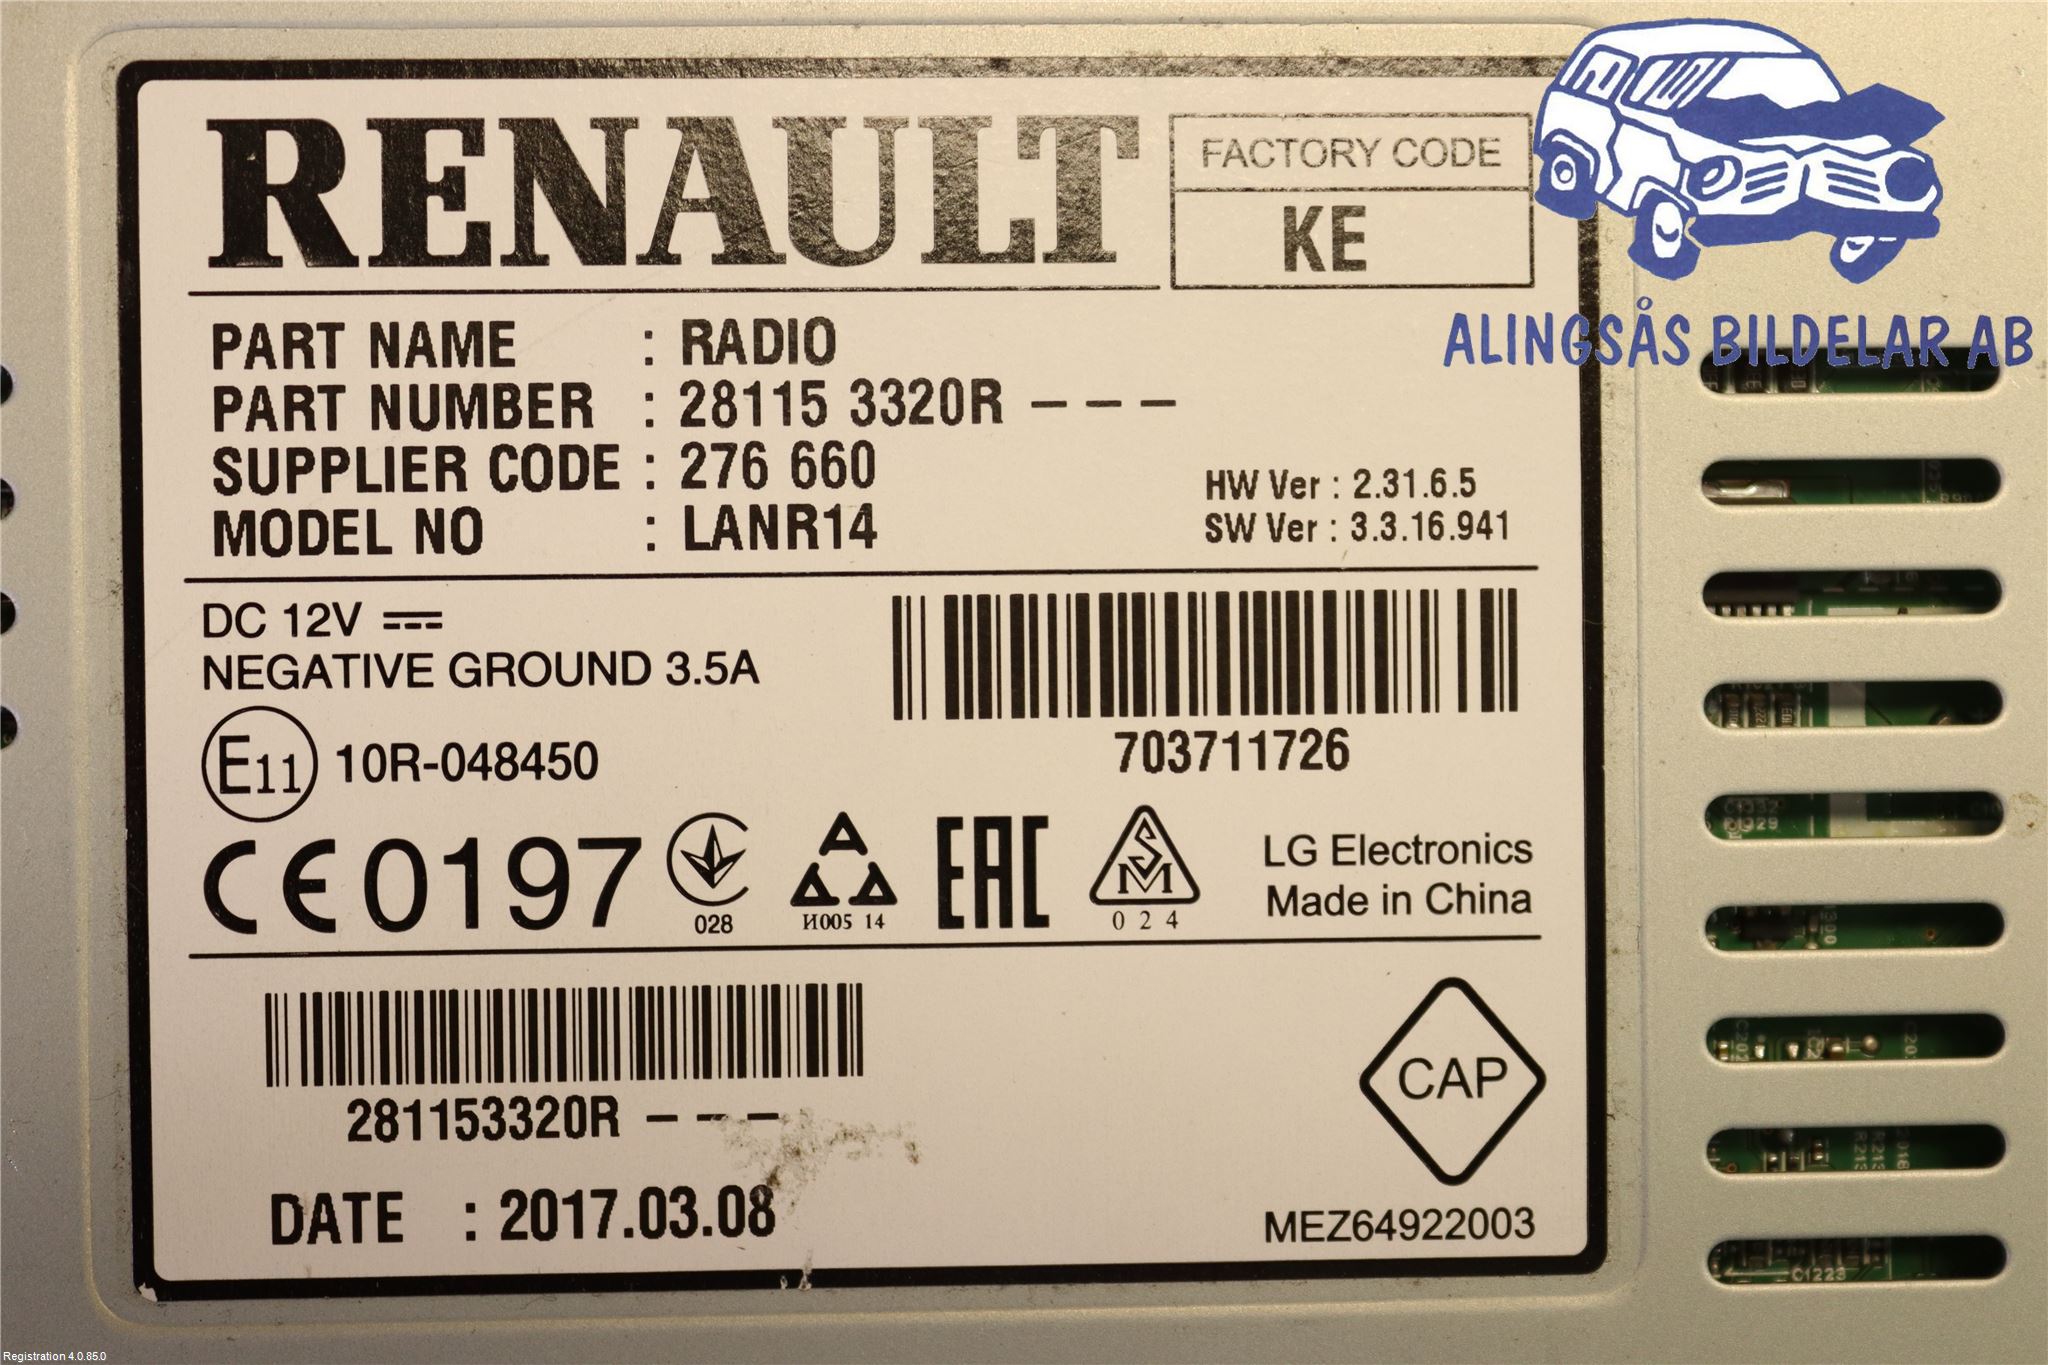 RENAULT
FACTORY CODE
KE
ALINGSÅS BILDELAR AB
PART NAME : RADIO
PART NUMBER : 28115 3320R – – –
SUPPLIER CODE : 276 660
MODEL NO : LANR14
HW Ver : 2.31.6.5
SW Ver : 3.3.16.941
DC 12V
NEGATIVE GROUND 3.5A
703711726
E11 10R-048450
CE 0197
028
И005 14
EAC
024
LG Electronics
Made in China
281153320R – – –
CAP
DATE : 2017.03.08
MEZ64922003
C1223
Registration 4.0.85.0